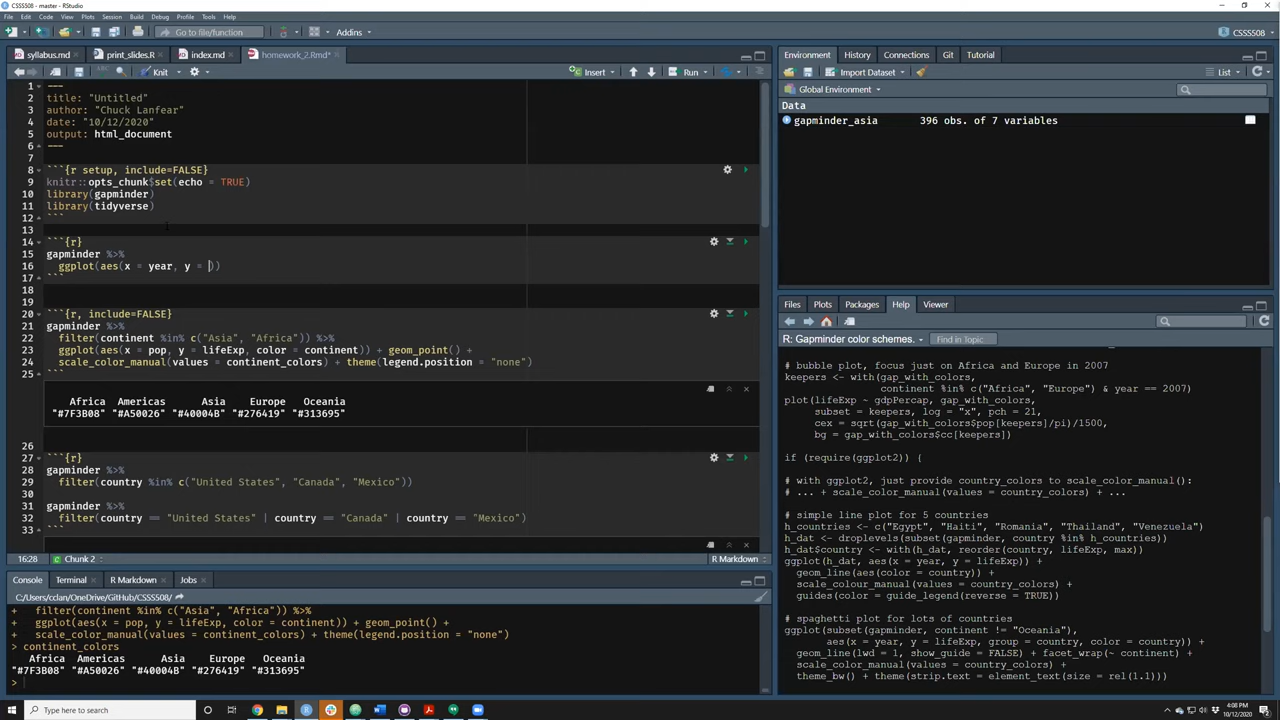 CSSS508 - master - RStudio
File Edit Code View Plots Session Build Debug Profile Tools Help
Go to file/function Addins CSSS508
syllabus.md print_slides.R index.md homework_2.Rmd*
Knit Insert Run
1 ---
2 title: "Untitled"
3 author: "Chuck Lanfear"
4 date: "10/12/2020"
5 output: html_document
6 ---
7
8 ```{r setup, include=FALSE}
9 knitr::opts_chunk$set(echo = TRUE)
10 library(gapminder)
11 library(tidyverse)
12 ```
13
14 ```{r}
15 gapminder %>%
16 ggplot(aes(x = year, y = ))
17 ```
18
19
20 ```{r, include=FALSE}
21 gapminder %>%
22 filter(continent %in% c("Asia", "Africa")) %>%
23 ggplot(aes(x = pop, y = lifeExp, color = continent)) + geom_point() +
24 scale_color_manual(values = continent_colors) + theme(legend.position = "none")
25 ```
Africa Americas Asia Europe Oceania
"#7F3B08" "#A50026" "#40004B" "#276419" "#313695"
26
27 ```{r}
28 gapminder %>%
29 filter(country %in% c("United States", "Canada", "Mexico"))
30
31 gapminder %>%
32 filter(country == "United States" | country == "Canada" | country == "Mexico")
33 ```
16:28 Chunk 2 R Markdown
Console Terminal R Markdown Jobs
C:/Users/cclan/OneDrive/GitHub/CSSS508/
+ filter(continent %in% c("Asia", "Africa")) %>%
+ ggplot(aes(x = pop, y = lifeExp, color = continent)) + geom_point() +
+ scale_color_manual(values = continent_colors) + theme(legend.position = "none")
> continent_colors
Africa Americas Asia Europe Oceania
"#7F3B08" "#A50026" "#40004B" "#276419" "#313695"
>
Environment History Connections Git Tutorial
Import Dataset List
Global Environment
Data
gapminder_asia 396 obs. of 7 variables
Files Plots Packages Help Viewer
R: Gapminder color schemes. Find in Topic
# bubble plot, focus just on Africa and Europe in 2007
keepers <- with(gap_with_colors,
continent %in% c("Africa", "Europe") & year == 2007)
plot(lifeExp ~ gdpPercap, gap_with_colors,
subset = keepers, log = "x", pch = 21,
cex = sqrt(gap_with_colors$pop[keepers]/pi)/1500,
bg = gap_with_colors$cc[keepers])
if (require(ggplot2)) {
# with ggplot2, just provide country_colors to scale_color_manual():
# ... + scale_color_manual(values = country_colors) + ...
# simple line plot for 5 countries
h_countries <- c("Egypt", "Haiti", "Romania", "Thailand", "Venezuela")
h_dat <- droplevels(subset(gapminder, country %in% h_countries))
h_dat$country <- with(h_dat, reorder(country, lifeExp, max))
ggplot(h_dat, aes(x = year, y = lifeExp)) +
geom_line(aes(color = country)) +
scale_colour_manual(values = country_colors) +
guides(color = guide_legend(reverse = TRUE))
# spaghetti plot for lots of countries
ggplot(subset(gapminder, continent != "Oceania"),
aes(x = year, y = lifeExp, group = country, color = country)) +
geom_line(lwd = 1, show_guide = FALSE) + facet_wrap(~ continent) +
scale_color_manual(values = country_colors) +
theme_bw() + theme(strip.text = element_text(size = rel(1.1)))
Type here to search
4:08 PM
10/12/2020